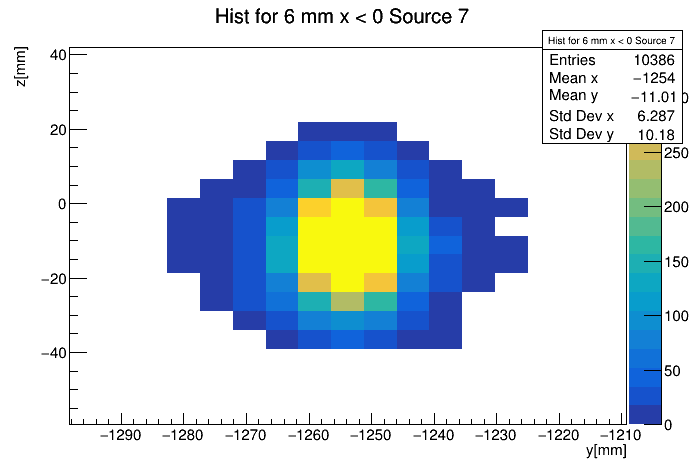 Hist for 6 mm x < 0 Source 7
z[mm]
40
20
0
−20
−40
Hist for 6 mm x < 0 Source 7
Entries 10386
Mean x −1254
Mean y −11.01
Std Dev x 6.287
Std Dev y 10.18
0
250
200
150
100
50
0
−1290 −1280 −1270 −1260 −1250 −1240 −1230 −1220 −1210
y[mm]